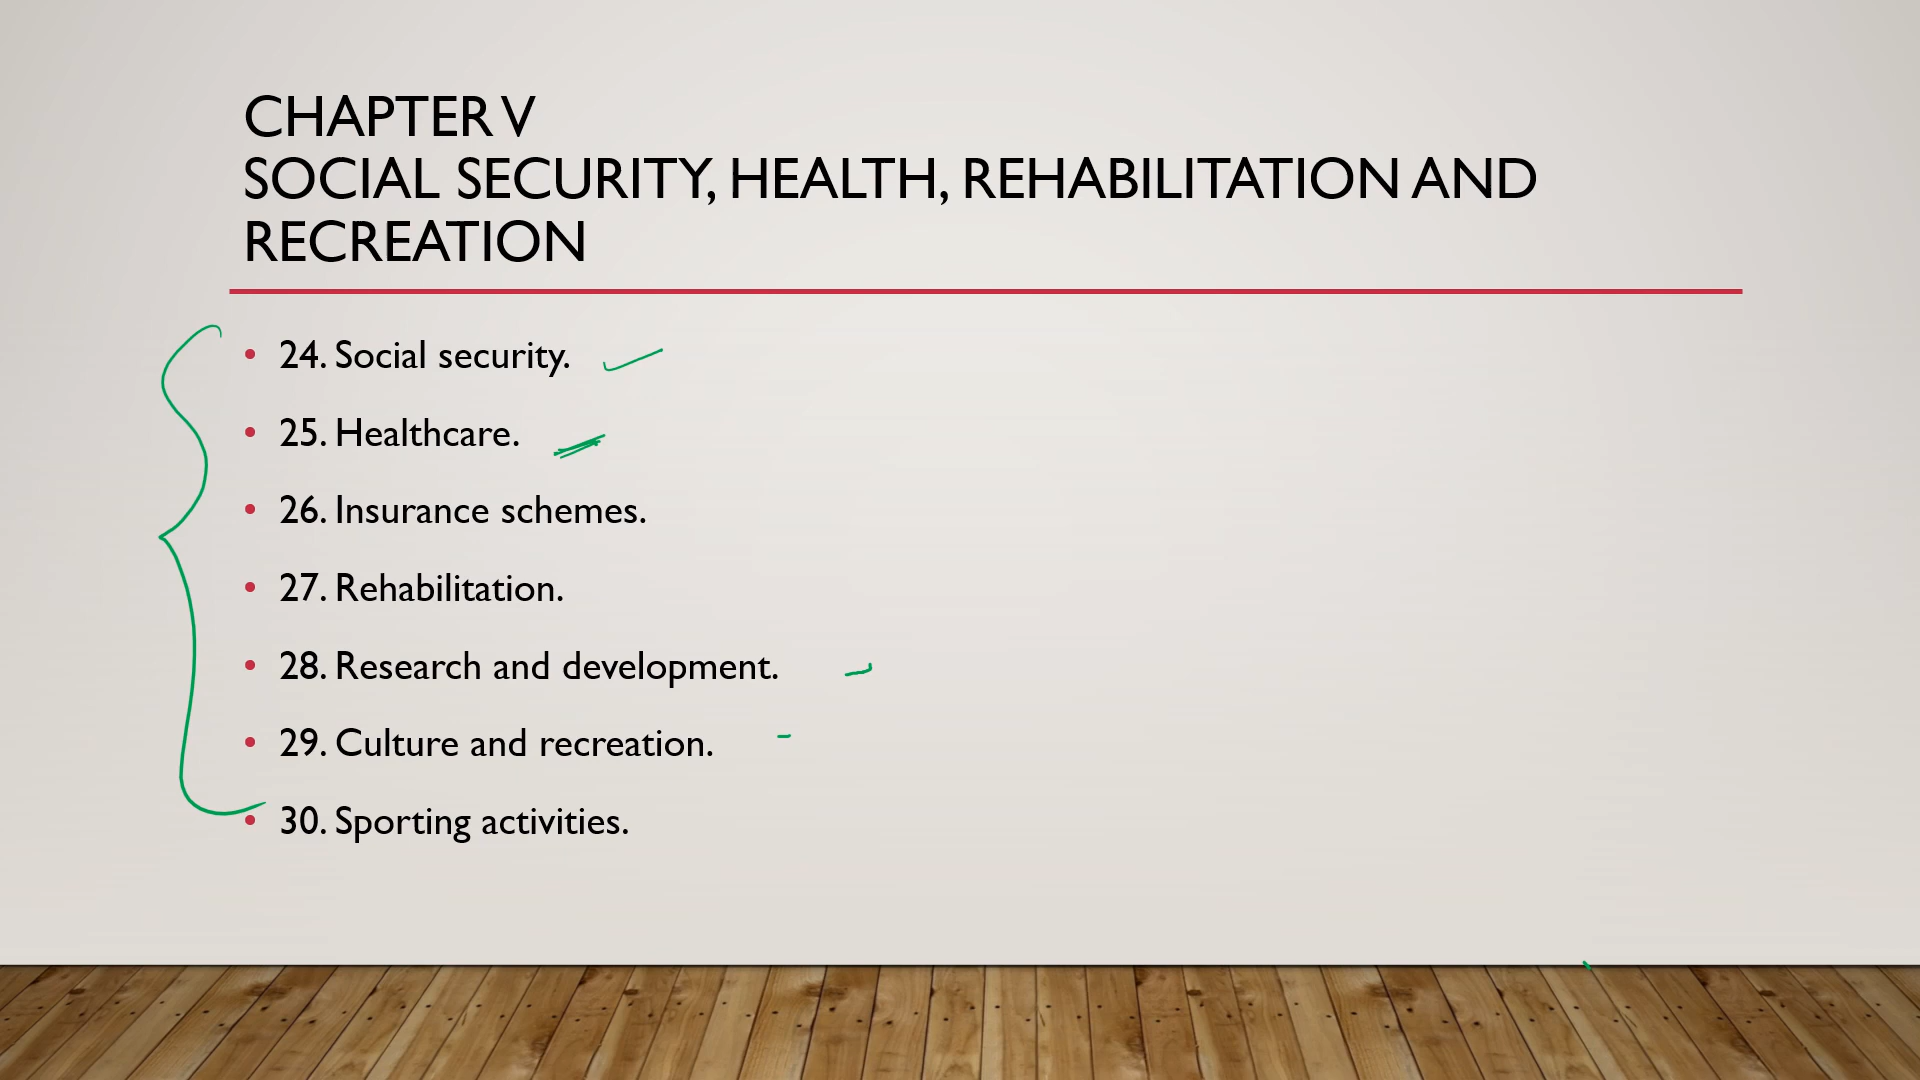 CHAPTER V
SOCIAL SECURITY, HEALTH, REHABILITATION AND
RECREATION
• 24. Social security.
• 25. Healthcare.
• 26. Insurance schemes.
• 27. Rehabilitation.
• 28. Research and development.
• 29. Culture and recreation.
• 30. Sporting activities.